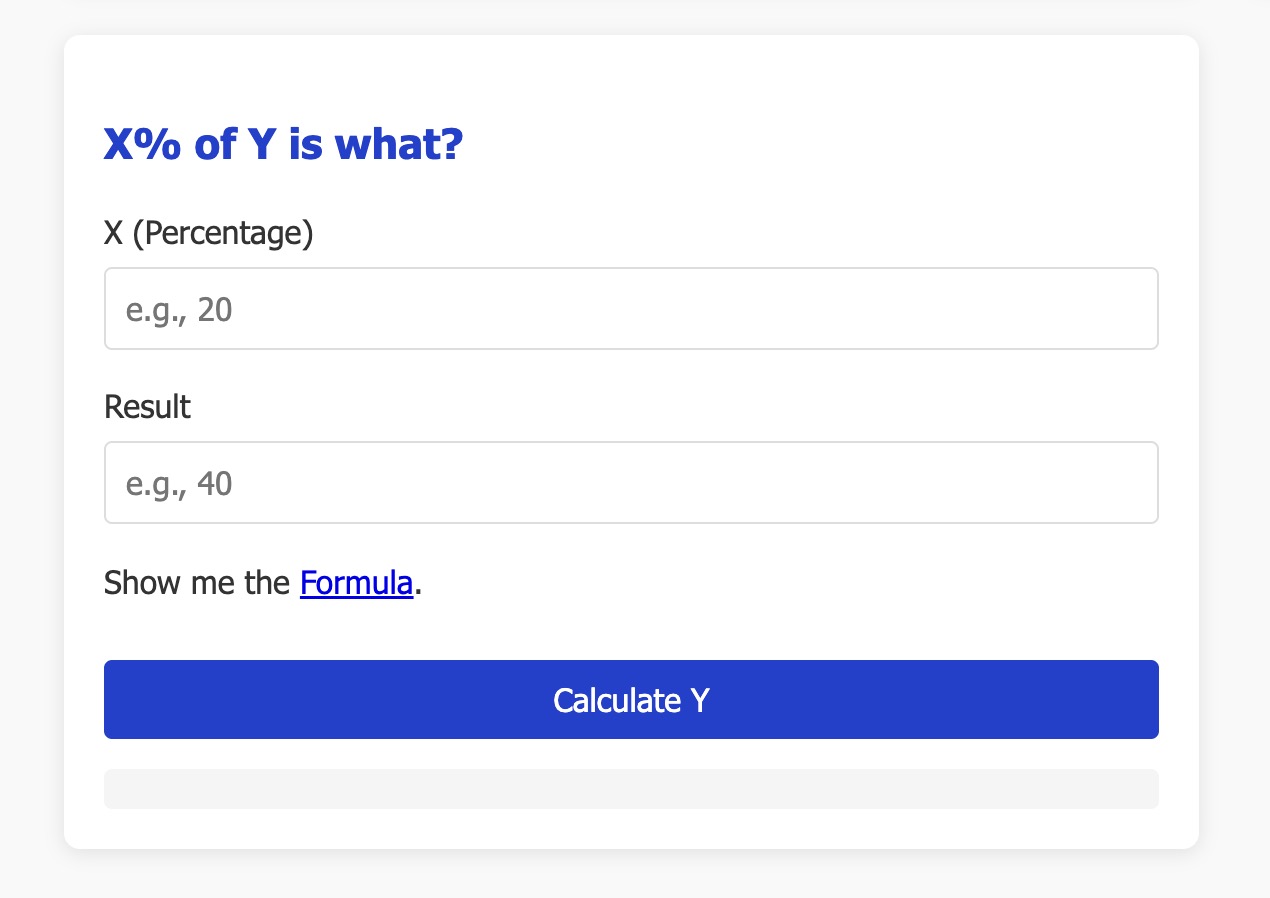 X% of Y is what?
X (Percentage)
e.g., 20
Result
e.g., 40
Show me the Formula.
Calculate Y